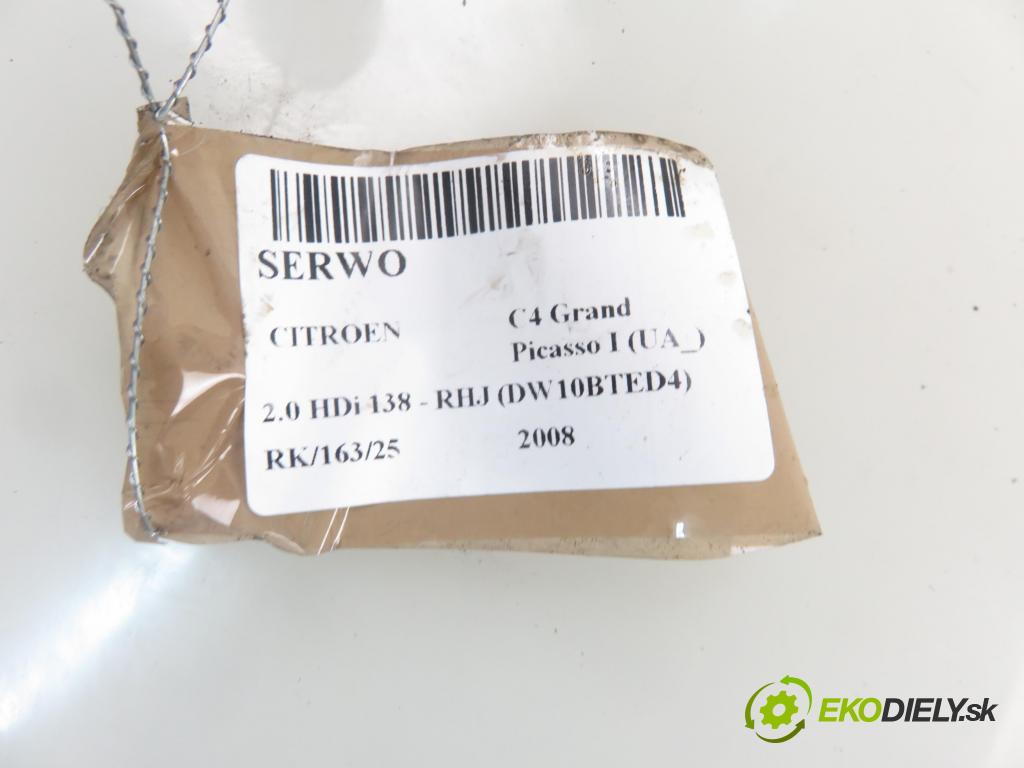 SERWO
CITROEN
C4 Grand
Picasso I (UA_)
2.0 HDi 138 - RHJ (DW10BTED4)
RK/163/25
2008
EKODIELY.sk